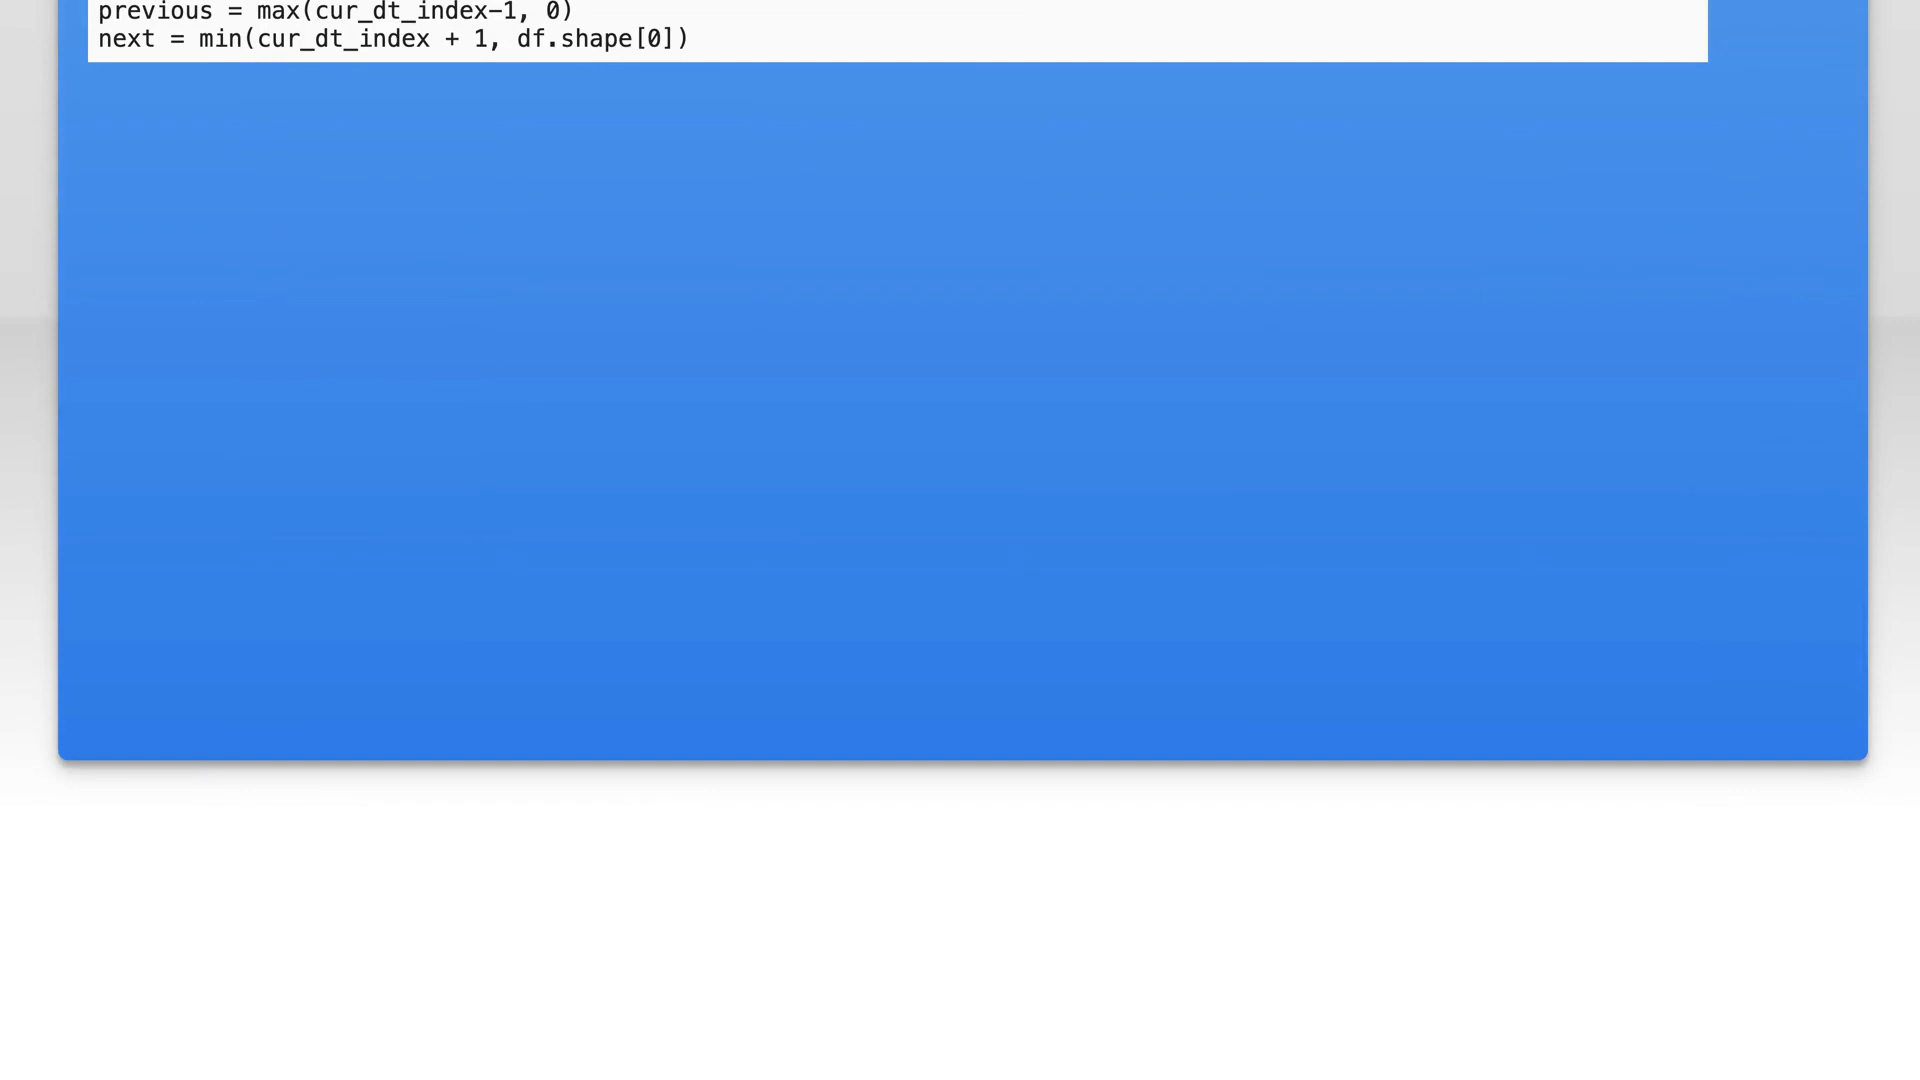 previous = max(cur_dt_index-1, 0)
next = min(cur_dt_index + 1, df.shape[0])